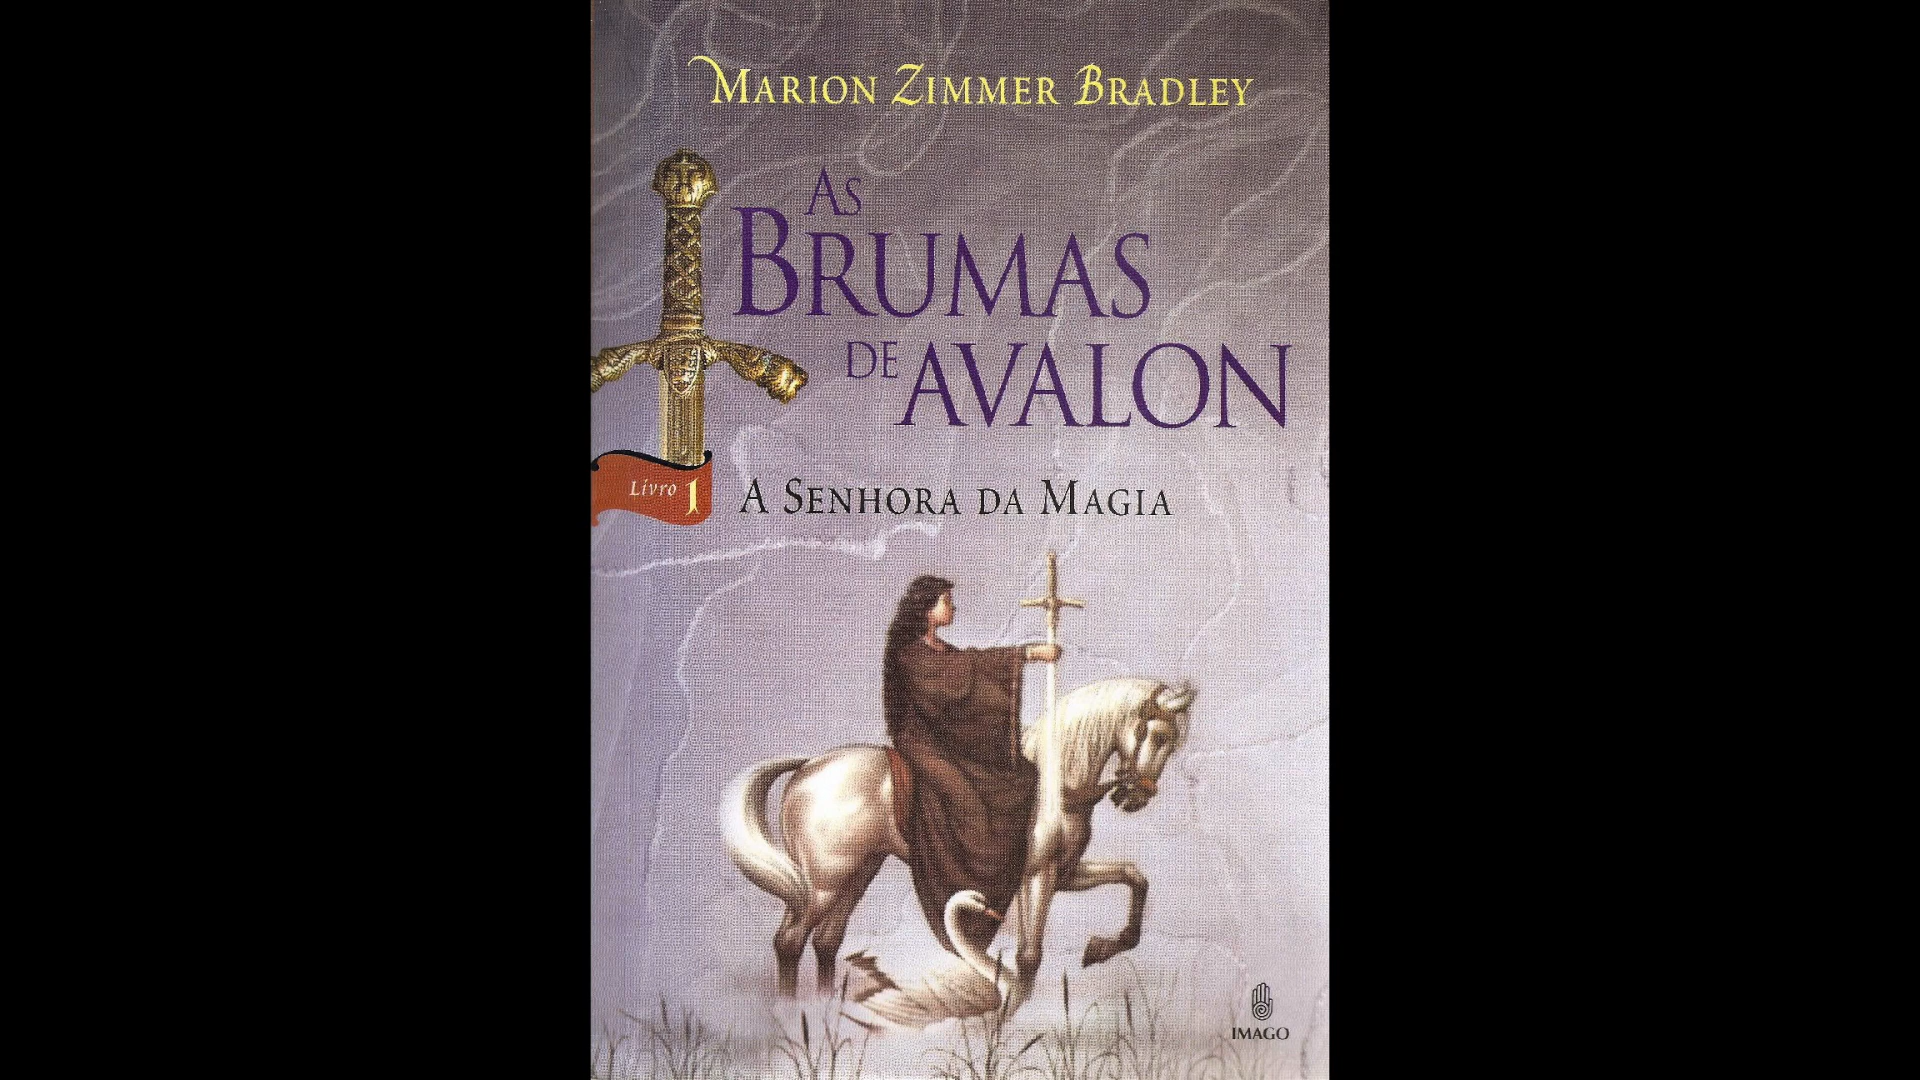 MARION ZIMMER BRADLEY
AS
BRUMAS
DE AVALON
Livro 1
A SENHORA DA MAGIA
IMAGO